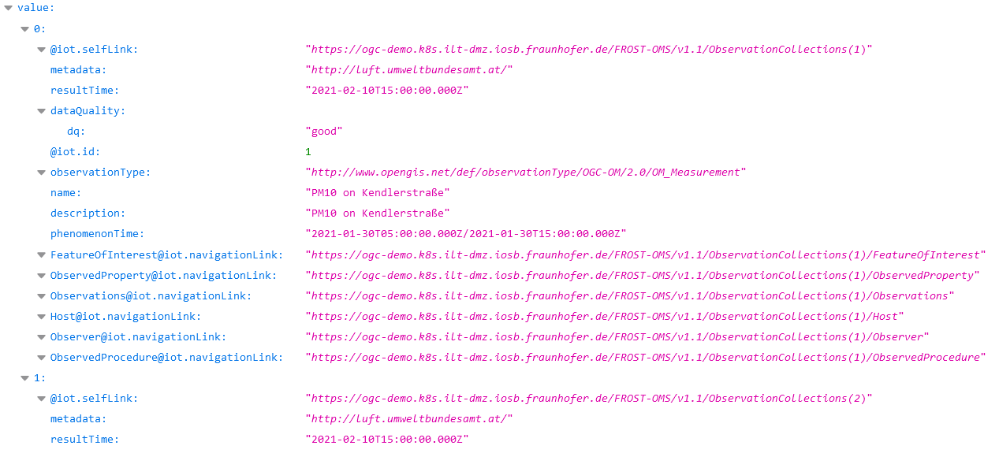 value:
0:
@iot.selfLink: "https://ogc-demo.k8s.ilt-dmz.iosb.fraunhofer.de/FROST-OMS/v1.1/ObservationCollections(1)"
metadata: "http://luft.umweltbundesamt.at/"
resultTime: "2021-02-10T15:00:00.000Z"
dataQuality:
dq: "good"
@iot.id: 1
observationType: "http://www.opengis.net/def/observationType/OGC-OM/2.0/OM_Measurement"
name: "PM10 on Kendlerstraße"
description: "PM10 on Kendlerstraße"
phenomenonTime: "2021-01-30T05:00:00.000Z/2021-01-30T15:00:00.000Z"
FeatureOfInterest@iot.navigationLink: "https://ogc-demo.k8s.ilt-dmz.iosb.fraunhofer.de/FROST-OMS/v1.1/ObservationCollections(1)/FeatureOfInterest"
ObservedProperty@iot.navigationLink: "https://ogc-demo.k8s.ilt-dmz.iosb.fraunhofer.de/FROST-OMS/v1.1/ObservationCollections(1)/ObservedProperty"
Observations@iot.navigationLink: "https://ogc-demo.k8s.ilt-dmz.iosb.fraunhofer.de/FROST-OMS/v1.1/ObservationCollections(1)/Observations"
Host@iot.navigationLink: "https://ogc-demo.k8s.ilt-dmz.iosb.fraunhofer.de/FROST-OMS/v1.1/ObservationCollections(1)/Host"
Observer@iot.navigationLink: "https://ogc-demo.k8s.ilt-dmz.iosb.fraunhofer.de/FROST-OMS/v1.1/ObservationCollections(1)/Observer"
ObservedProcedure@iot.navigationLink: "https://ogc-demo.k8s.ilt-dmz.iosb.fraunhofer.de/FROST-OMS/v1.1/ObservationCollections(1)/ObservedProcedure"
1:
@iot.selfLink: "https://ogc-demo.k8s.ilt-dmz.iosb.fraunhofer.de/FROST-OMS/v1.1/ObservationCollections(2)"
metadata: "http://luft.umweltbundesamt.at/"
resultTime: "2021-02-10T15:00:00.000Z"